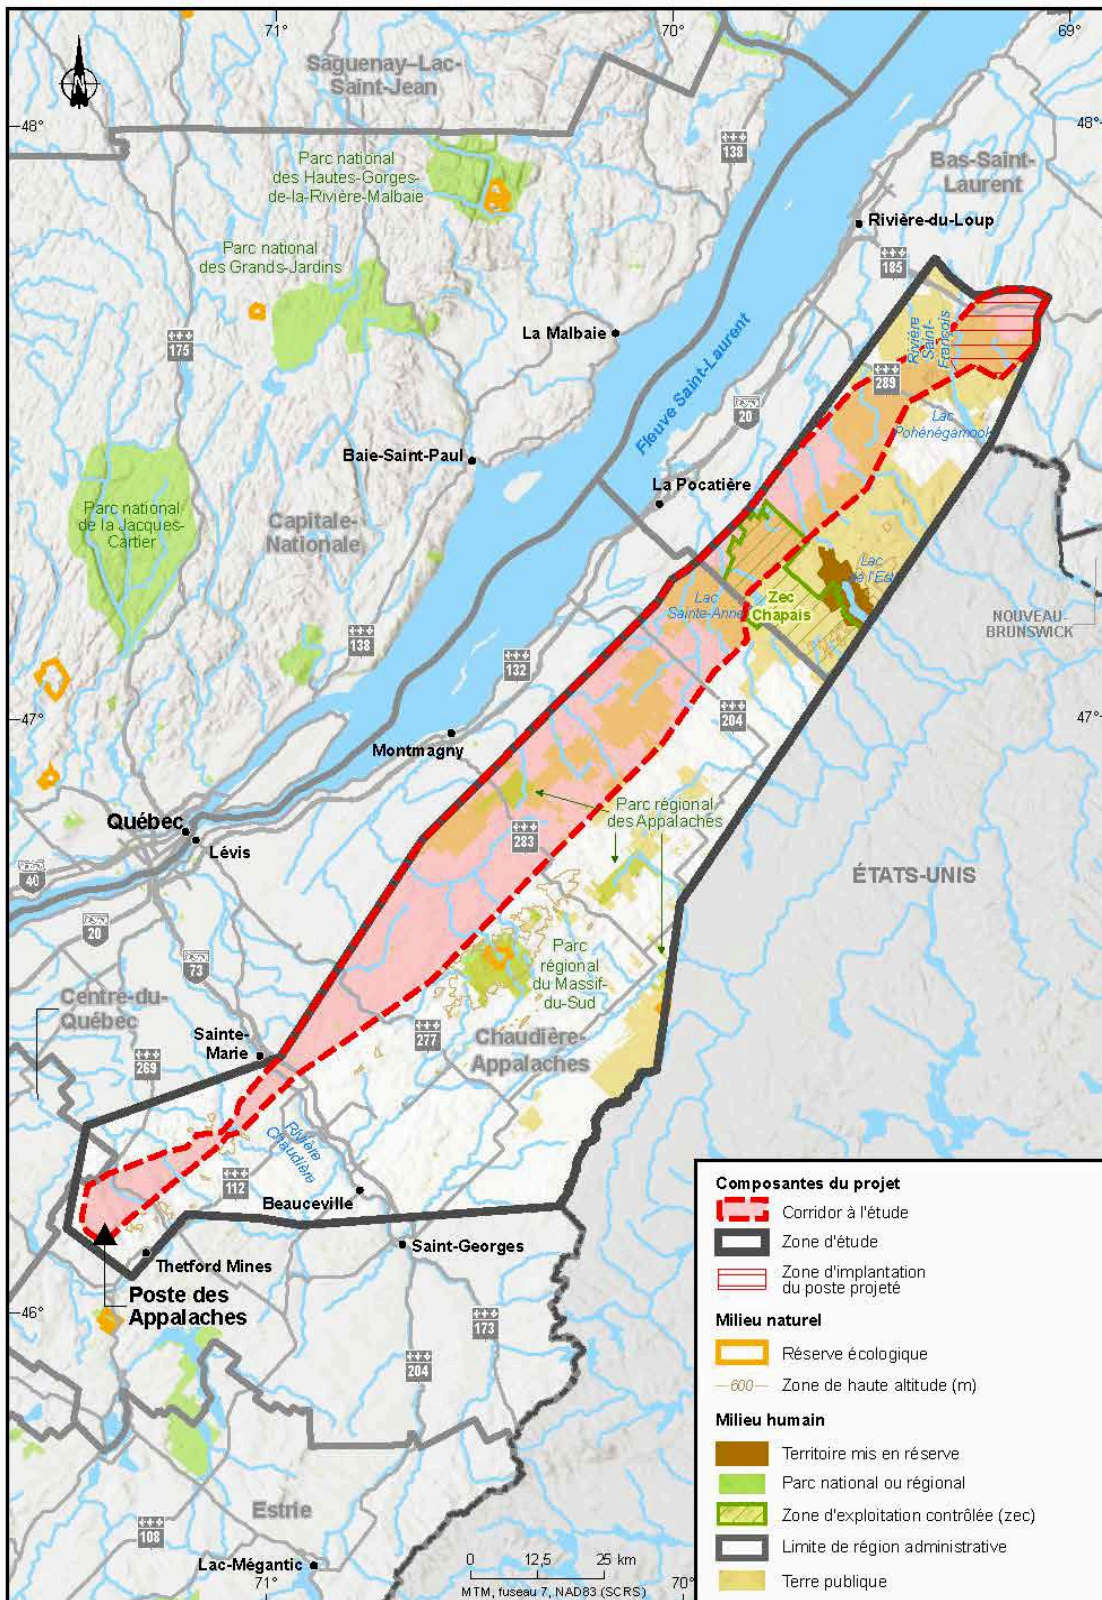 71°
70°
69°
N
Saguenay–Lac-
Saint-Jean
48°
48°
138
Parc national
des Hautes-Gorges-
de-la-Rivière-Malbaie
Bas-Saint-
Laurent
Rivière-du-Loup
Parc national
des Grands-Jardins
185
175
La Malbaie
Rivière
Saint-
François
Fleuve Saint-Laurent
289
20
Lac
Pohénégamook
Baie-Saint-Paul
La Pocatière
Parc national
de la Jacques-
Cartier
Capitale-
Nationale
Lac
de l'Est
Lac
Sainte-Anne
Zec
Chapais
NOUVEAU-
BRUNSWICK
138
132
204
47°
47°
Montmagny
Québec
Lévis
Parc régional
des Appalaches
283
40
ÉTATS-UNIS
20
73
Parc
régional
du Massif-
du-Sud
Centre-du-
Québec
Sainte-
Marie
277
Chaudière-
Appalaches
269
Rivière
Chaudière
112
Beauceville
Saint-Georges
Thetford Mines
Poste des
Appalaches
46°
173
204
Estrie
108
Lac-Mégantic
71°
70°
0 12,5 25 km
MTM, fuseau 7, NAD83 (SCRS)
Composantes du projet
Corridor à l'étude
Zone d'étude
Zone d'implantation
du poste projeté
Milieu naturel
Réserve écologique
600 Zone de haute altitude (m)
Milieu humain
Territoire mis en réserve
Parc national ou régional
Zone d'exploitation contrôlée (zec)
Limite de région administrative
Terre publique